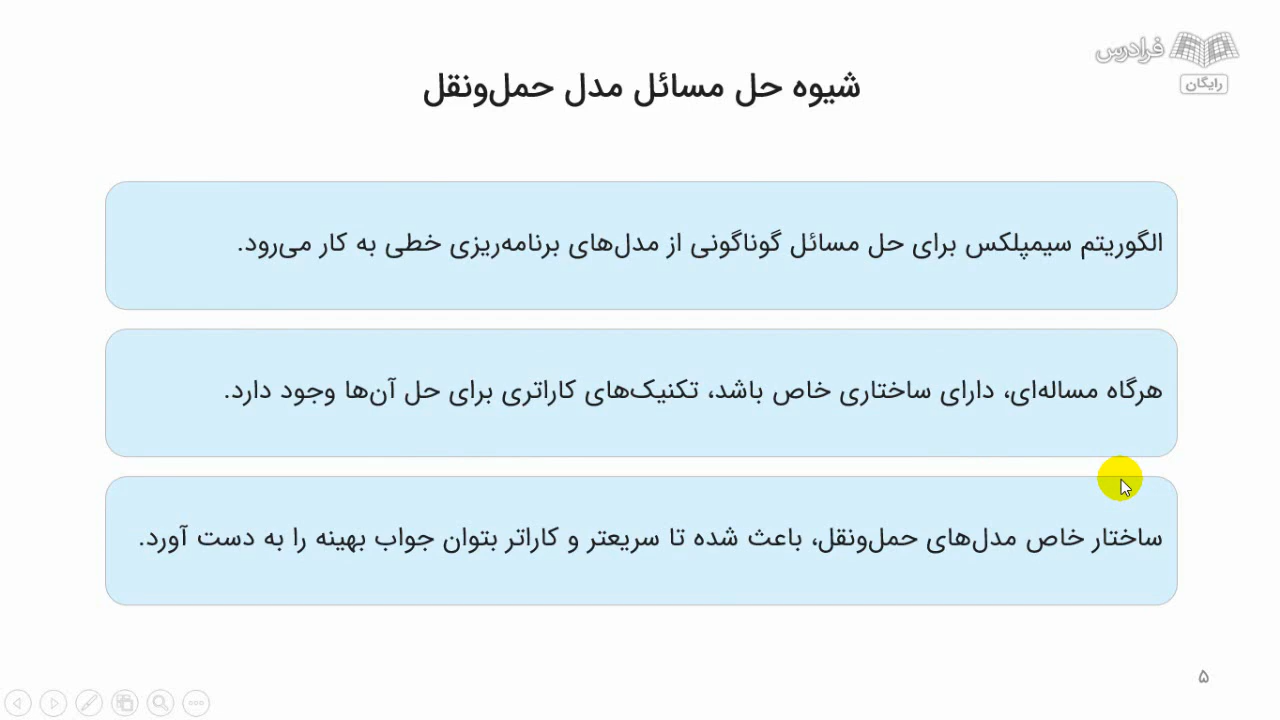 فرادرس
رایگان
شیوه حل مسائل مدل حمل‌ونقل
الگوریتم سیمپلکس برای حل مسائل گوناگونی از مدل‌های برنامه‌ریزی خطی به کار می‌رود.
هرگاه مساله‌ای، دارای ساختاری خاص باشد، تکنیک‌های کاراتری برای حل آن‌ها وجود دارد.
ساختار خاص مدل‌های حمل‌ونقل، باعث شده تا سریعتر و کاراتر بتوان جواب بهینه را به دست آورد.
۵